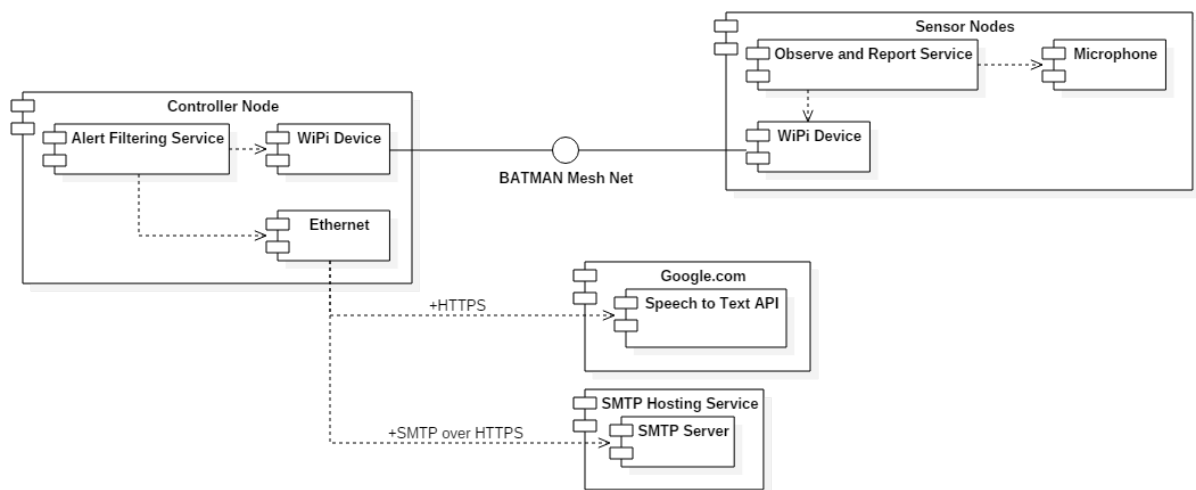 Sensor Nodes
Observe and Report Service
Microphone
WiPi Device
Controller Node
Alert Filtering Service
WiPi Device
BATMAN Mesh Net
Ethernet
Google.com
Speech to Text API
+HTTPS
SMTP Hosting Service
SMTP Server
+SMTP over HTTPS